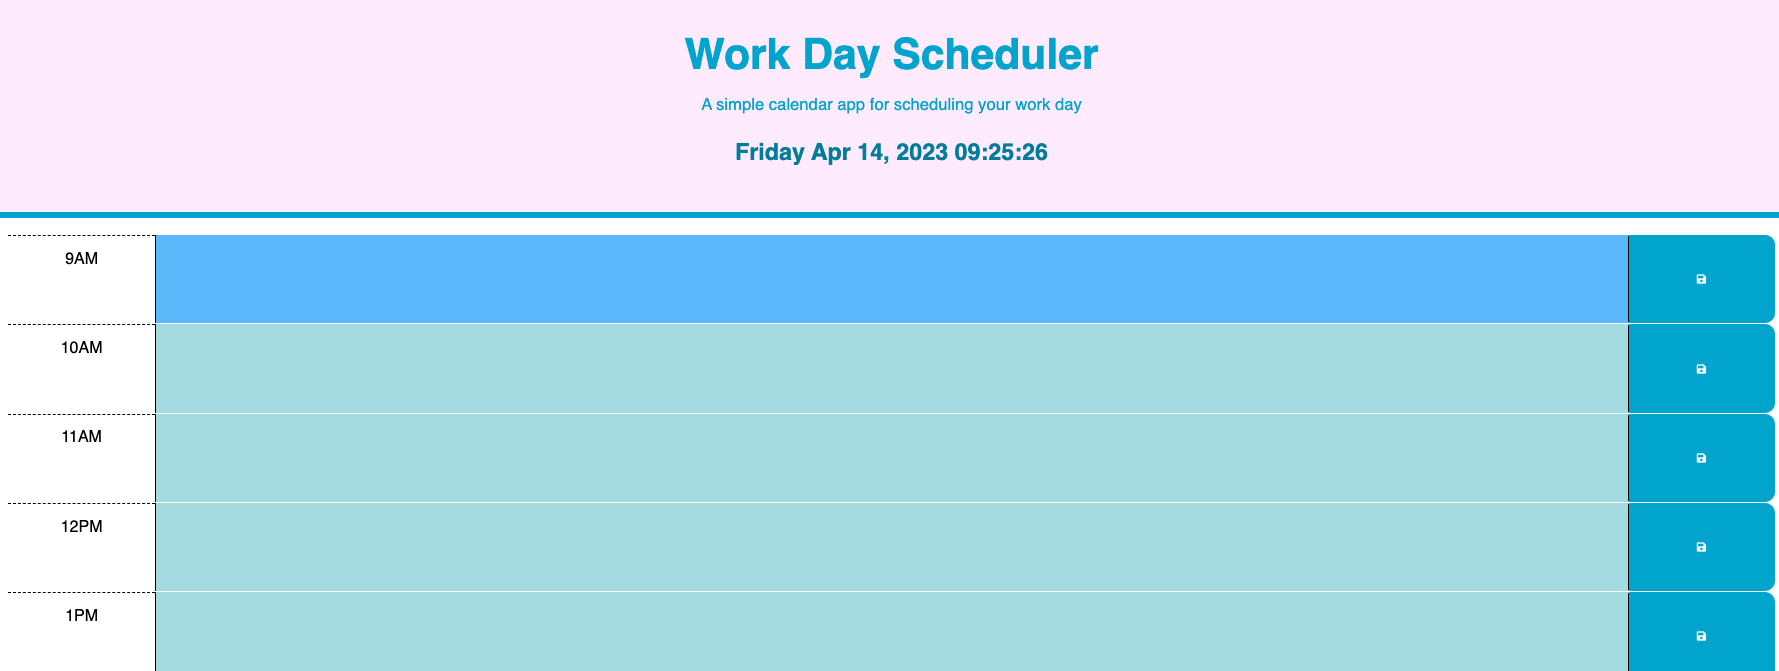 Work Day Scheduler
A simple calendar app for scheduling your work day
Friday Apr 14, 2023 09:25:26
9AM
10AM
11AM
12PM
1PM